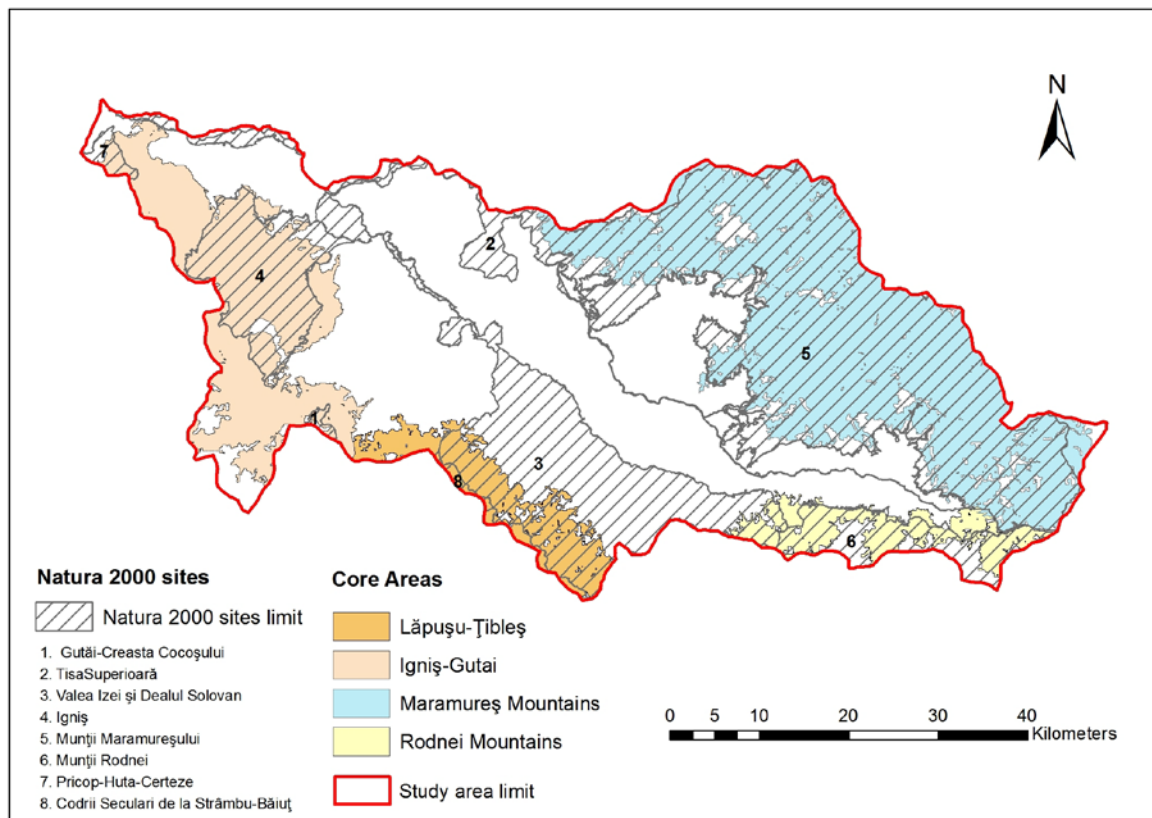 N
7
2
4
5
1
3
8
6
Natura 2000 sites
Natura 2000 sites limit
1. Gutăi-Creasta Cocoşului
2. TisaSuperioară
3. Valea Izei și Dealul Solovan
4. Igniş
5. Munţii Maramureşului
6. Munţii Rodnei
7. Pricop-Huta-Certeze
8. Codrii Seculari de la Strâmbu-Băiuţ
Core Areas
Lăpuşu-Ţibleş
Igniş-Gutai
Maramureş Mountains
Rodnei Mountains
Study area limit
0 5 10 20 30 40
Kilometers